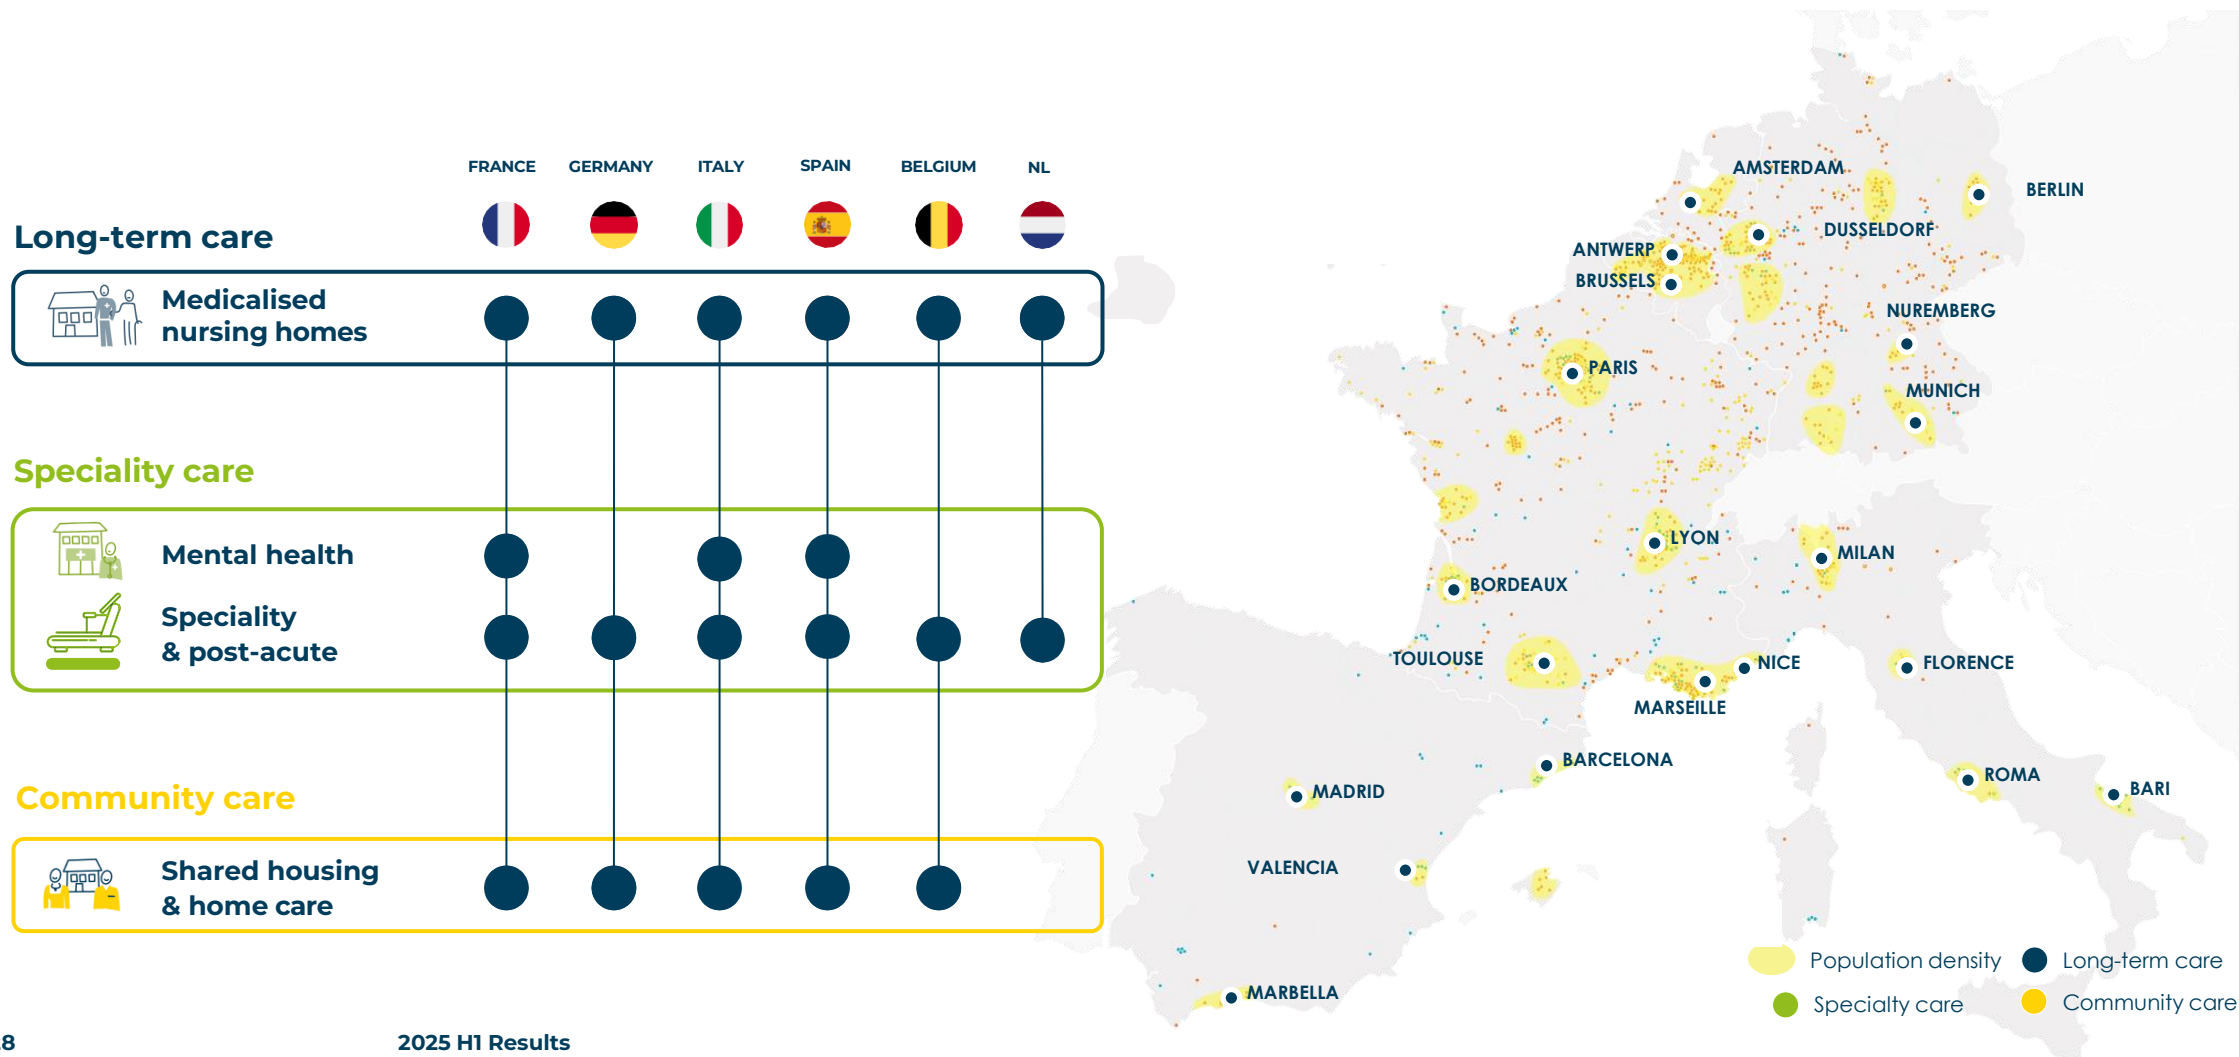 FRANCE
GERMANY
ITALY
SPAIN
BELGIUM
NL
Long-term care
Medicalised
nursing homes
Speciality care
Mental health
Speciality
& post-acute
Community care
Shared housing
& home care
AMSTERDAM
BERLIN
DUSSELDORF
ANTWERP
BRUSSELS
NUREMBERG
PARIS
MUNICH
LYON
MILAN
BORDEAUX
TOULOUSE
NICE
FLORENCE
MARSEILLE
BARCELONA
MADRID
ROMA
BARI
VALENCIA
MARBELLA
Population density
Long-term care
Specialty care
Community care
8
2025 H1 Results